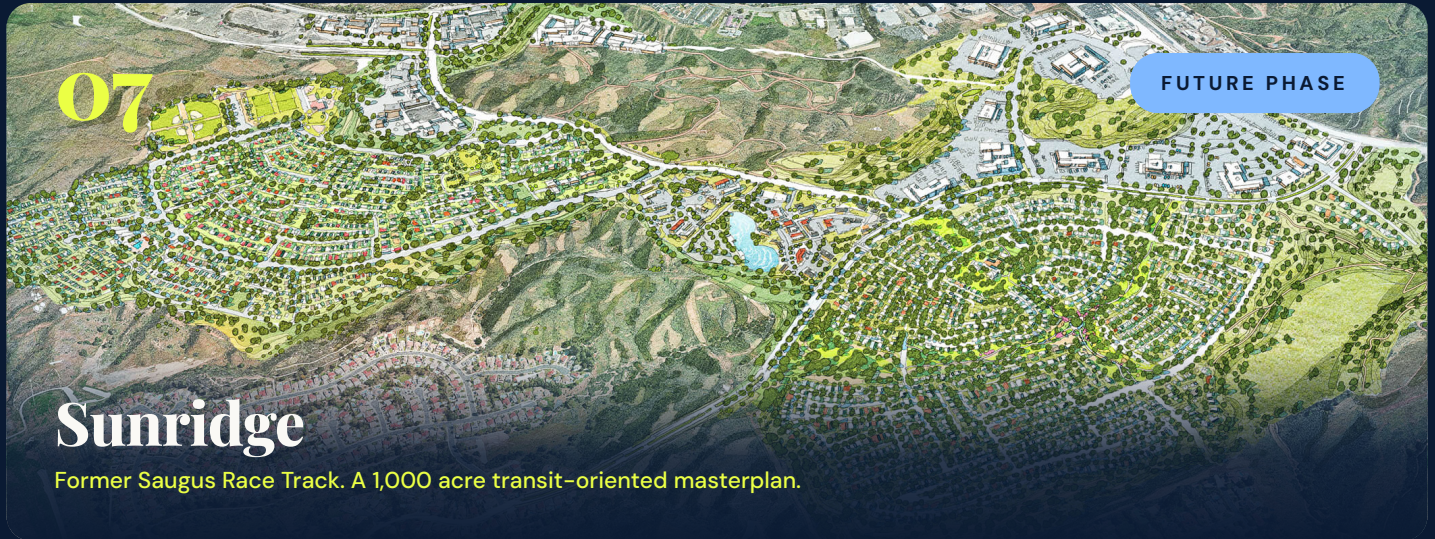 07
FUTURE PHASE
Sunridge
Former Saugus Race Track. A 1,000 acre transit-oriented masterplan.